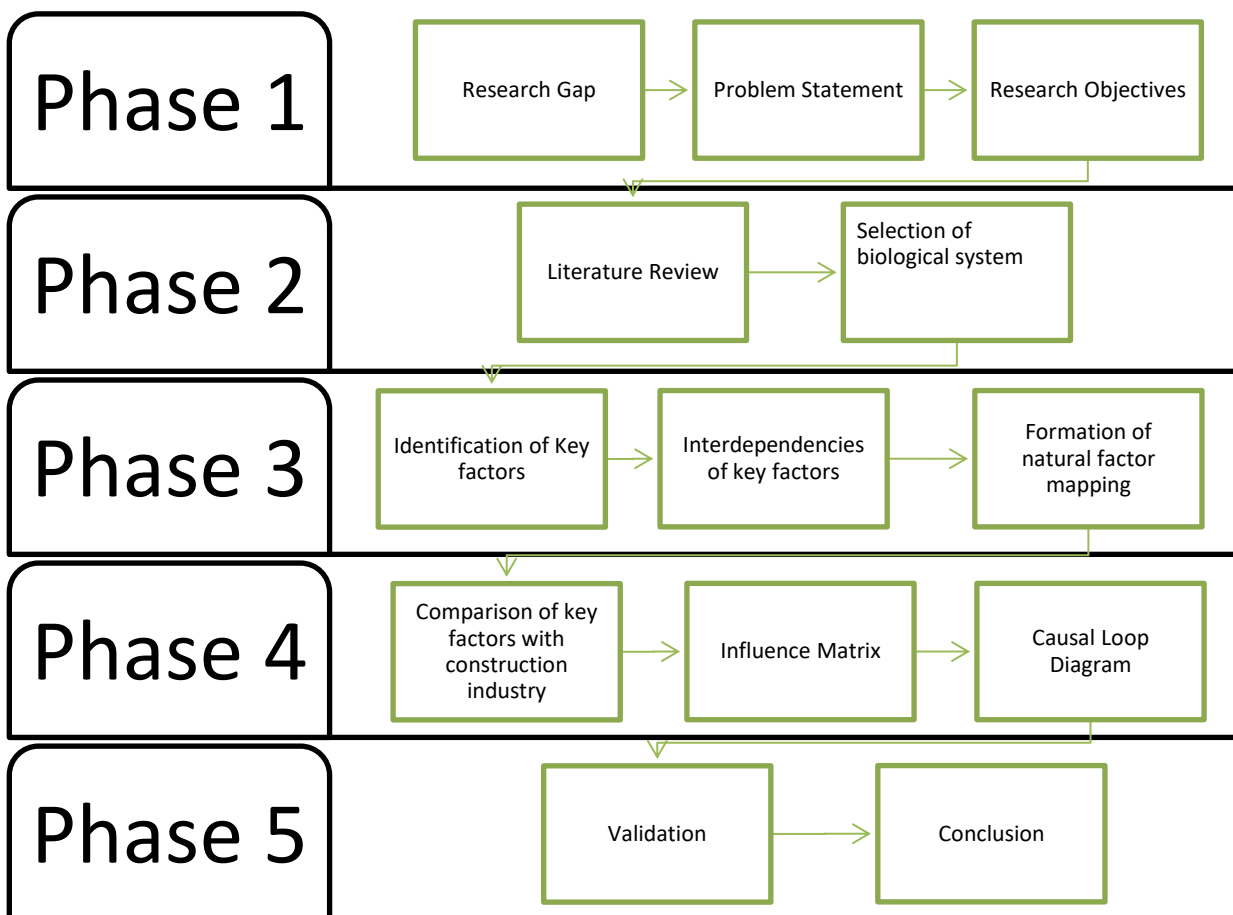 Phase 1
Research Gap
Problem Statement
Research Objectives
Phase 2
Literature Review
Selection of
biological system
Phase 3
Identification of Key
factors
Interdependencies
of key factors
Formation of
natural factor
mapping
Phase 4
Comparison of key
factors with
construction
industry
Influence Matrix
Causal Loop
Diagram
Phase 5
Validation
Conclusion